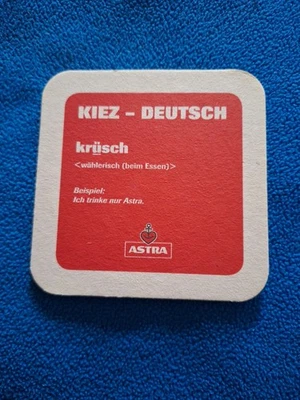 KIEZ – DEUTSCH
krüsch
<wählerisch (beim Essen)>
Beispiel:
Ich trinke nur Astra.
ASTRA